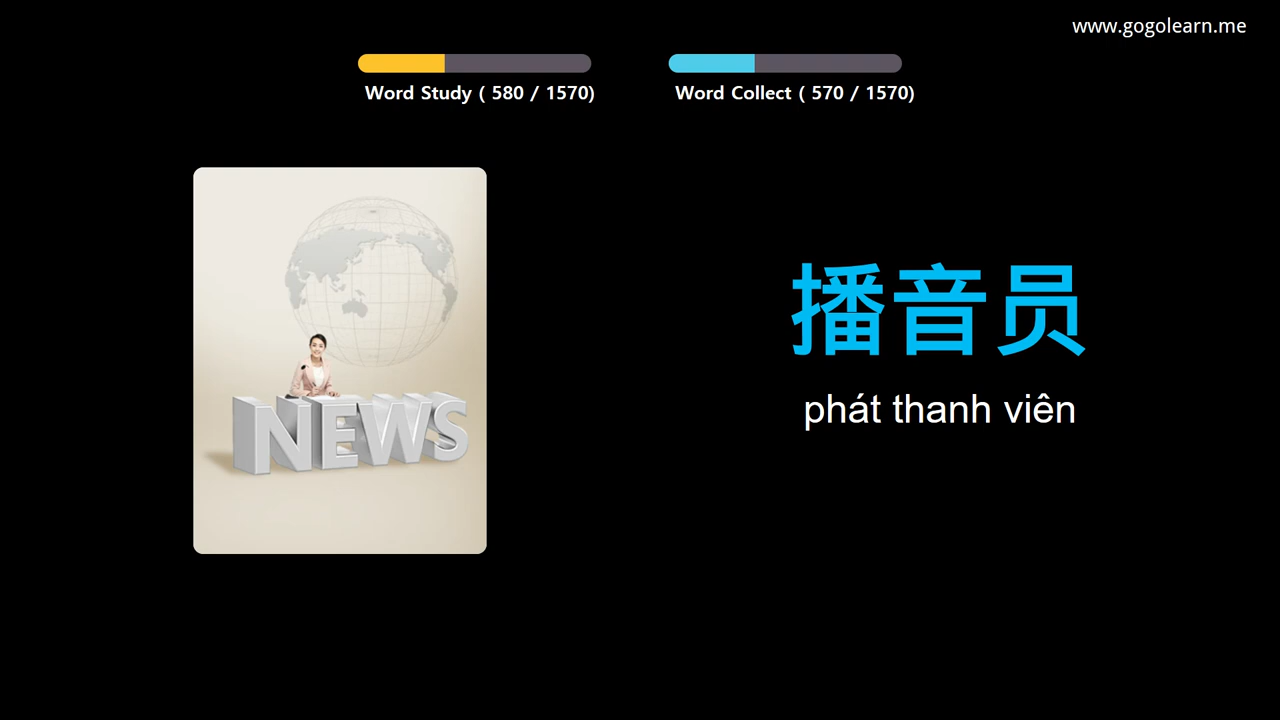 www.gogolearn.me
Word Study ( 580 / 1570)
Word Collect ( 570 / 1570)
NEWS
播音员
phát thanh viên